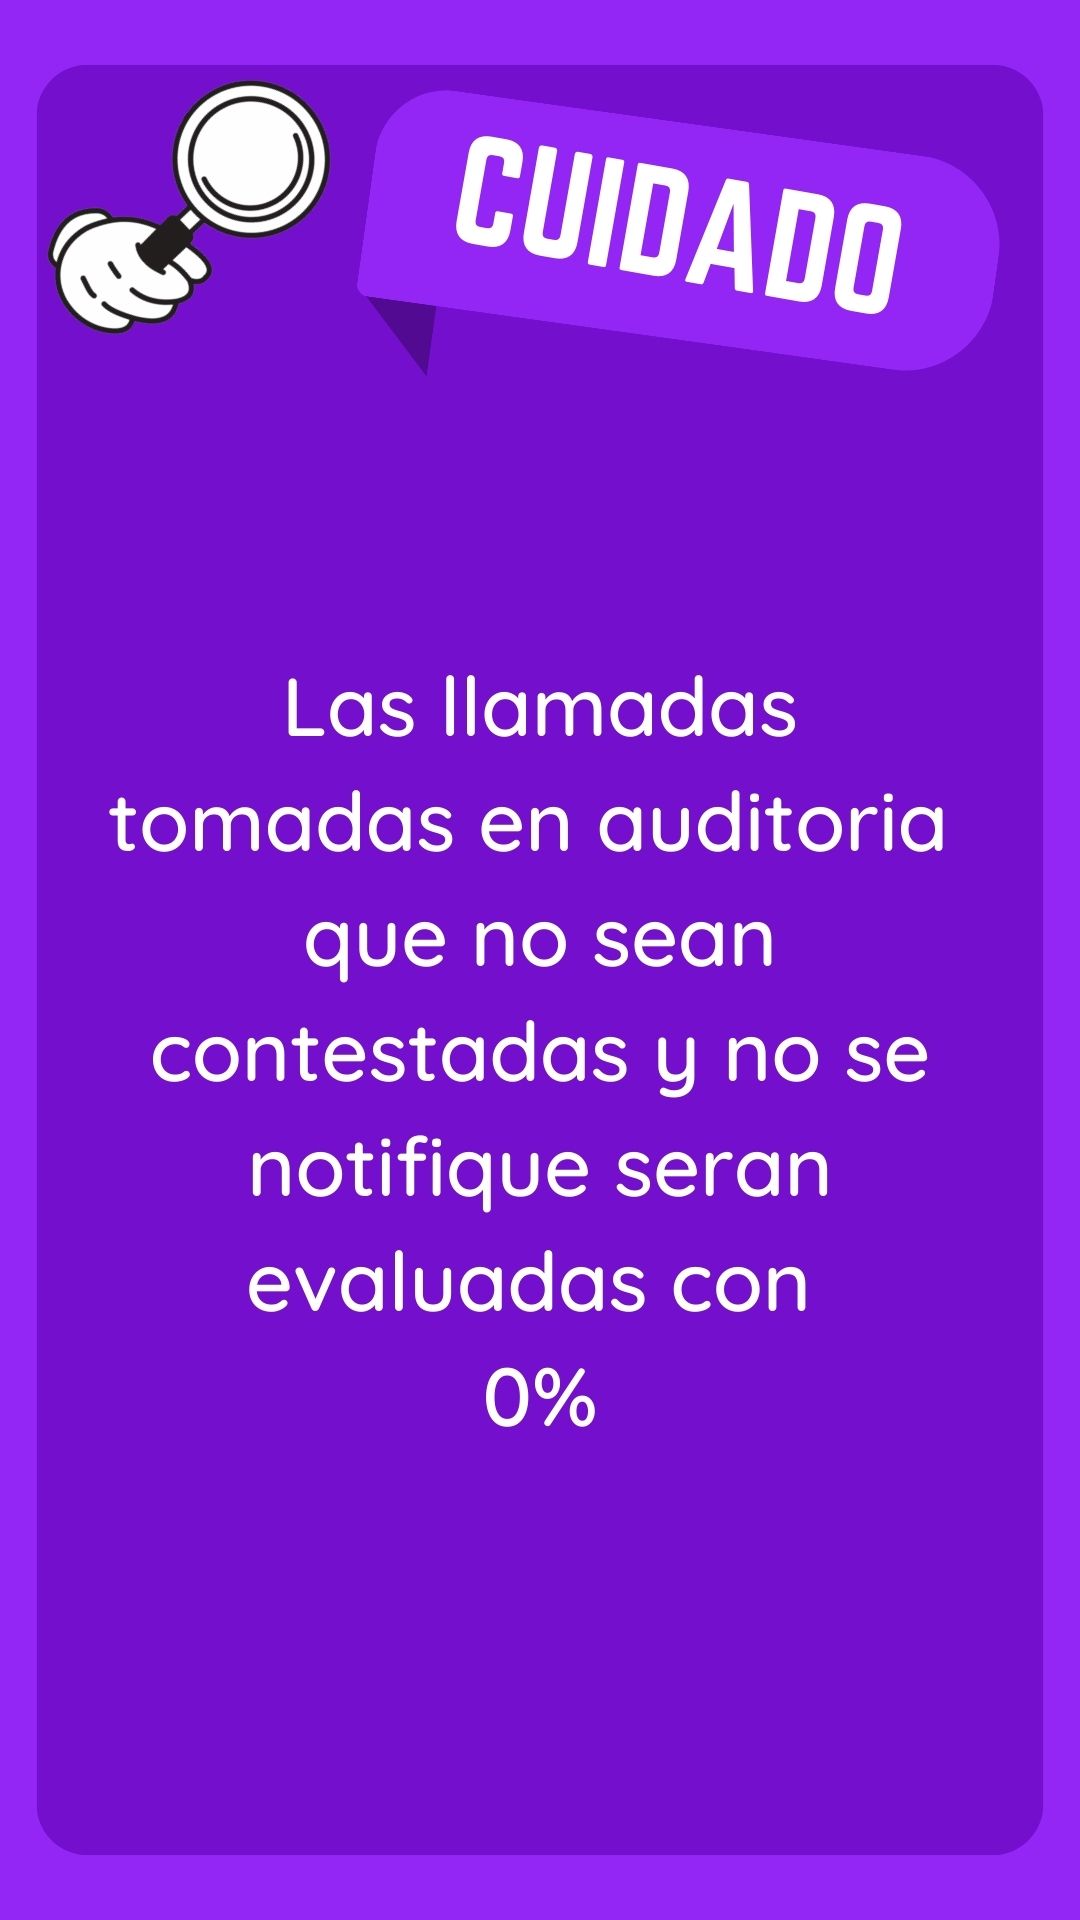 CUIDADO
Las llamadas
tomadas en auditoria
que no sean
contestadas y no se
notifique seran
evaluadas con
0%